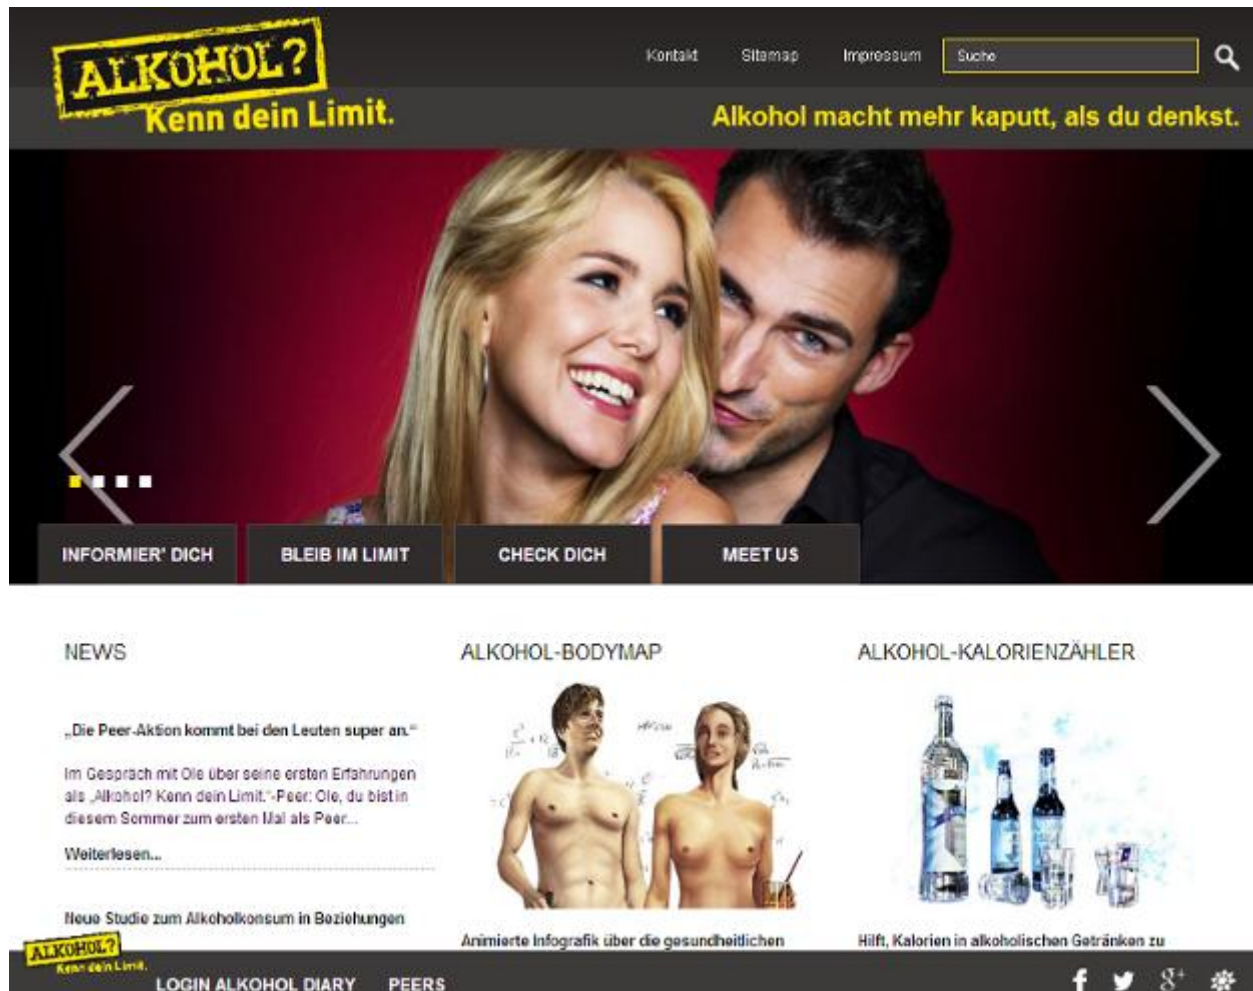 ALKOHOL?
Kenn dein Limit.
Kontakt
Sitemap
Impressum
Suche
Alkohol macht mehr kaputt, als du denkst.
INFORMIER' DICH
BLEIB IM LIMIT
CHECK DICH
MEET US
NEWS
„Die Peer-Aktion kommt bei den Leuten super an.“
Im Gespräch mit Ole über seine ersten Erfahrungen
als „Alkohol? Kenn dein Limit.“-Peer: Ole, du bist in
diesem Sommer zum ersten Mal als Peer...
Weiterlesen...
Neue Studie zum Alkoholkonsum in Beziehungen
ALKOHOL-BODYMAP
Animierte Infografik über die gesundheitlichen
ALKOHOL-KALORIENZÄHLER
Hilft, Kalorien in alkoholischen Getränken zu
ALKOHOL?
Kenn dein Limit.
LOGIN ALKOHOL DIARY
PEERS